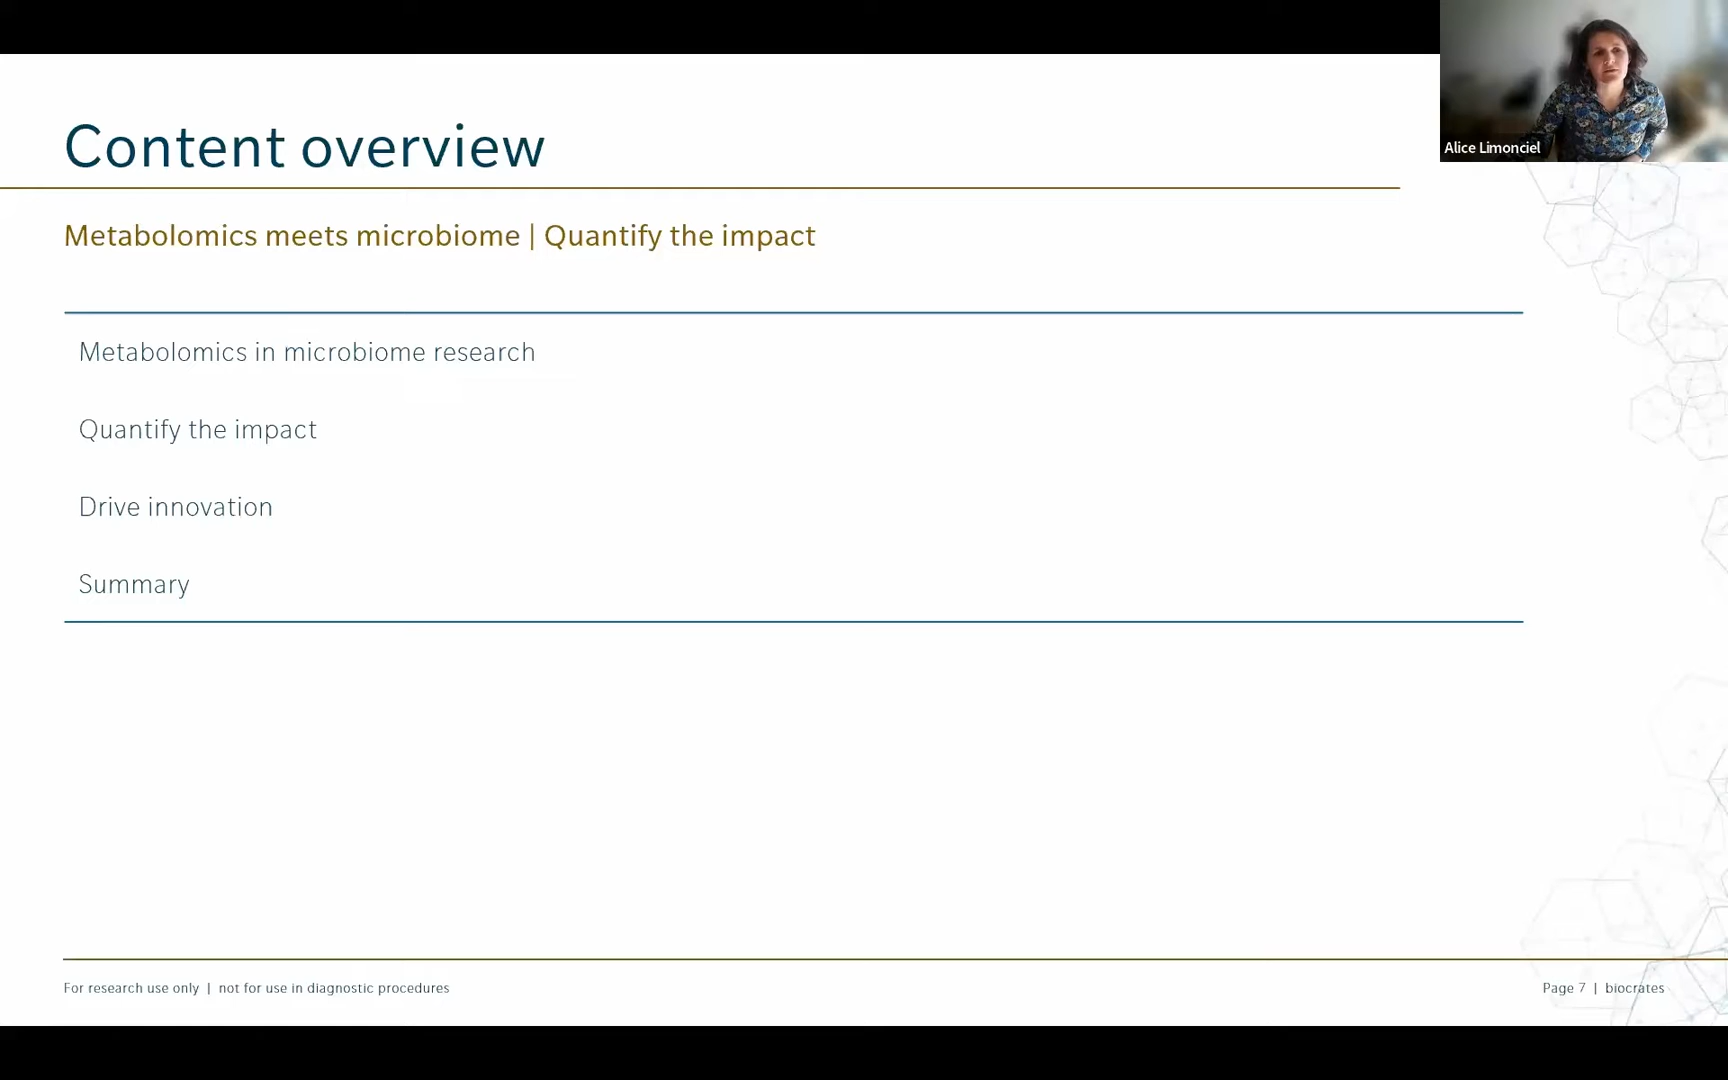 Content overview
Alice Limonciel
Metabolomics meets microbiome | Quantify the impact
Metabolomics in microbiome research
Quantify the impact
Drive innovation
Summary
For research use only | not for use in diagnostic procedures
Page 7 | biocrates